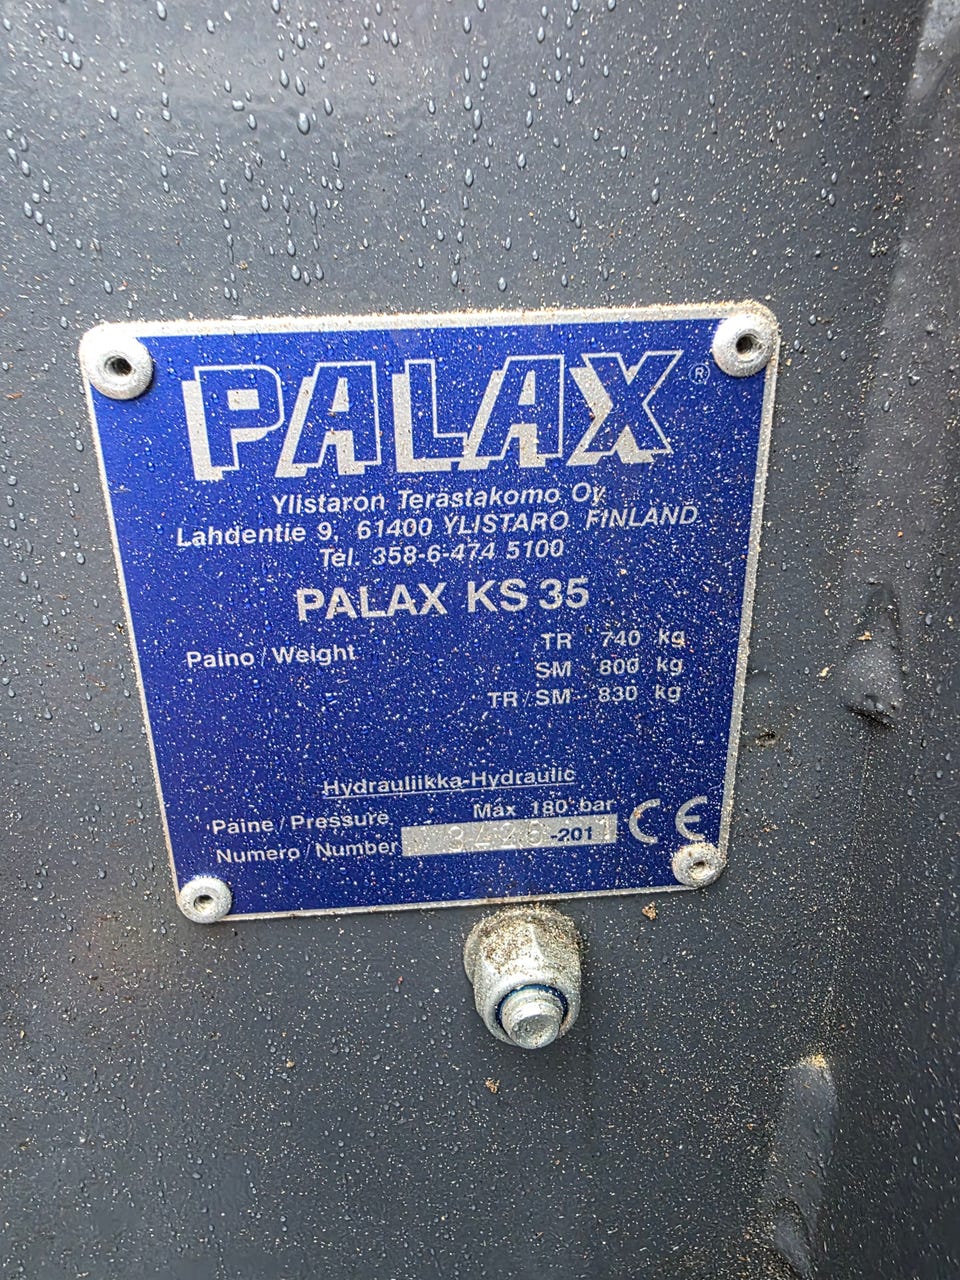 PALAX ®
Ylistaron Terästakomo Oy
Lahdentie 9, 61400 YLISTARO FINLAND
Tel. 358-6-474 5100
PALAX KS 35
Paino / Weight TR 740 kg
SM 800 kg
TR / SM 830 kg
Hydrauliikka-Hydraulic
Paine / Pressure Max 180 bar
Numero / Number -201 CE